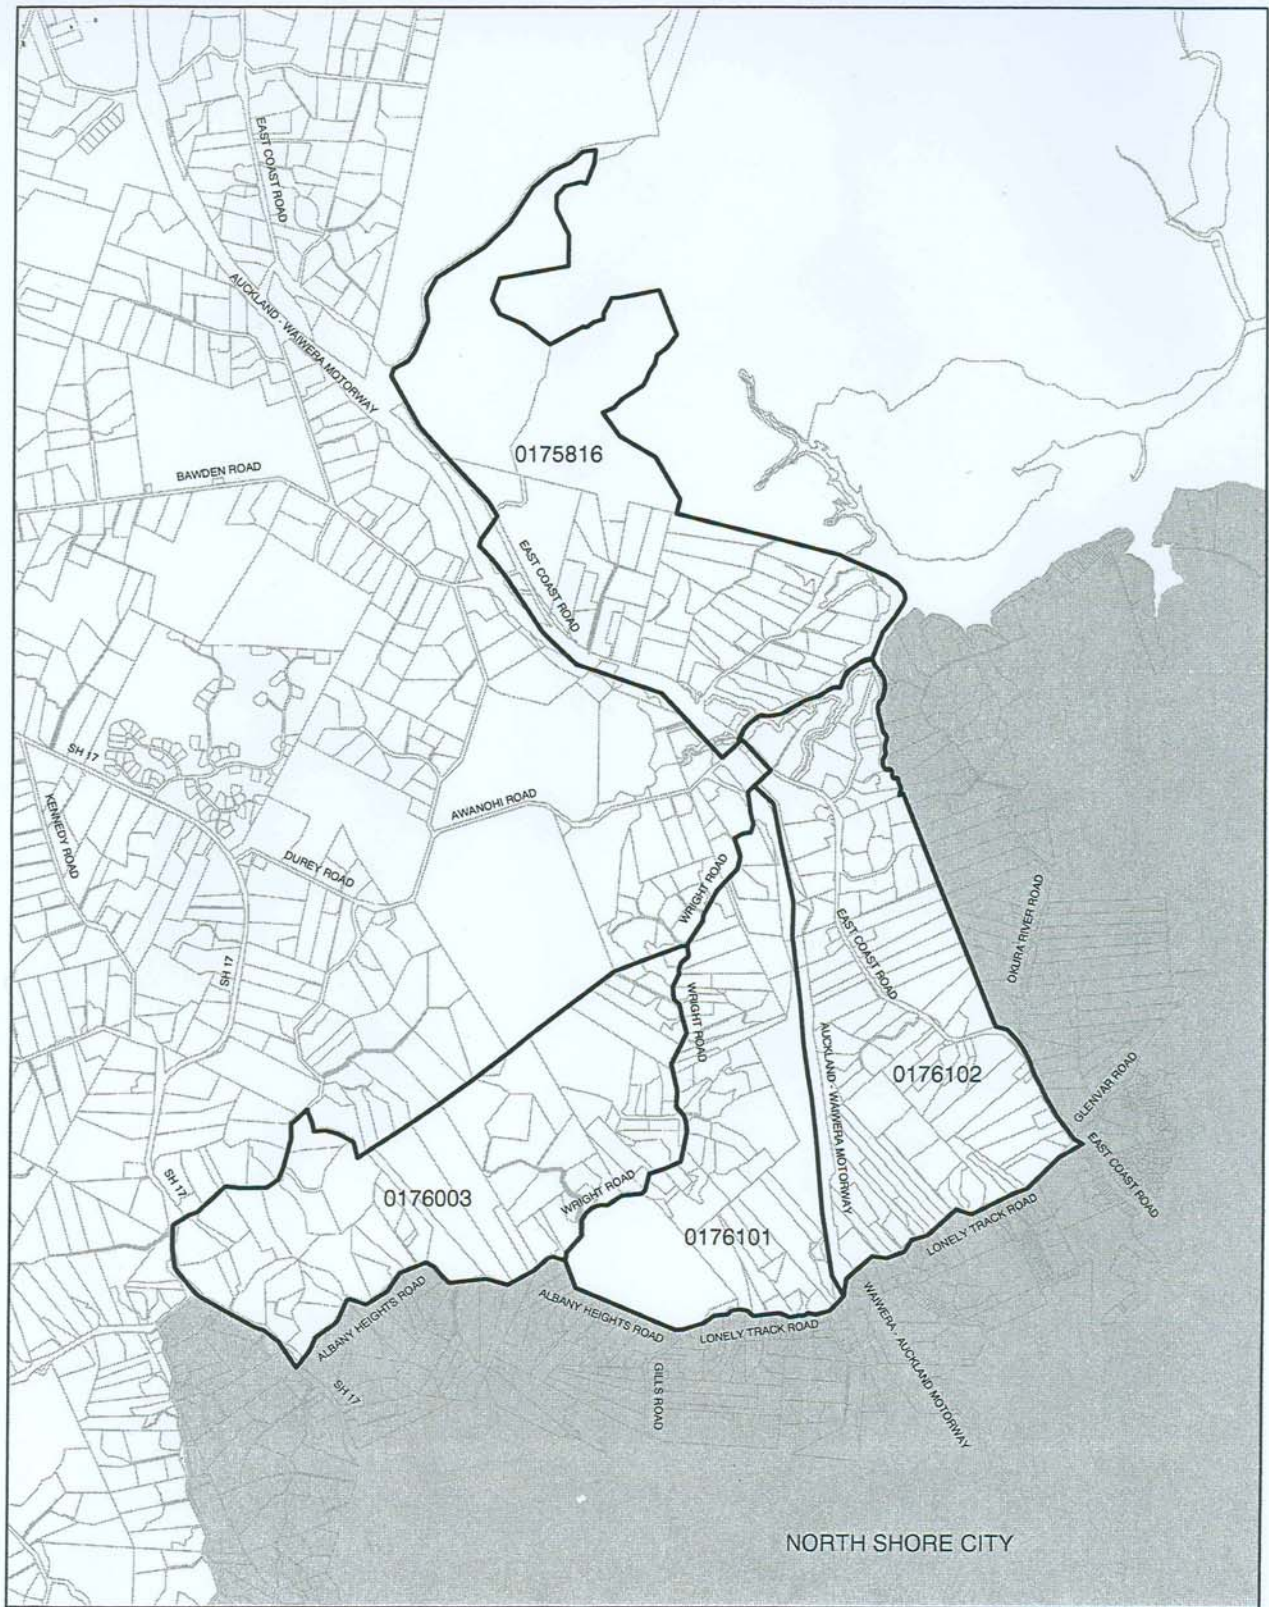 EAST COAST ROAD
AUCKLAND - WAIWERA MOTORWAY
BAWDEN ROAD
0175816
EAST COAST ROAD
SH 17
KENNEDY ROAD
AWANOHI ROAD
DUREY ROAD
WRIGHT ROAD
EAST COAST ROAD
OKURA RIVER ROAD
SH 17
WRIGHT ROAD
AUCKLAND - WAIWERA MOTORWAY
0176102
GLENVAR ROAD
EAST COAST ROAD
SH 17
0176003
WRIGHT ROAD
0176101
LONELY TRACK ROAD
ALBANY HEIGHTS ROAD
ALBANY HEIGHTS ROAD
LONELY TRACK ROAD
WAIWERA - AUCKLAND MOTORWAY
SH 17
GILLS ROAD
NORTH SHORE CITY